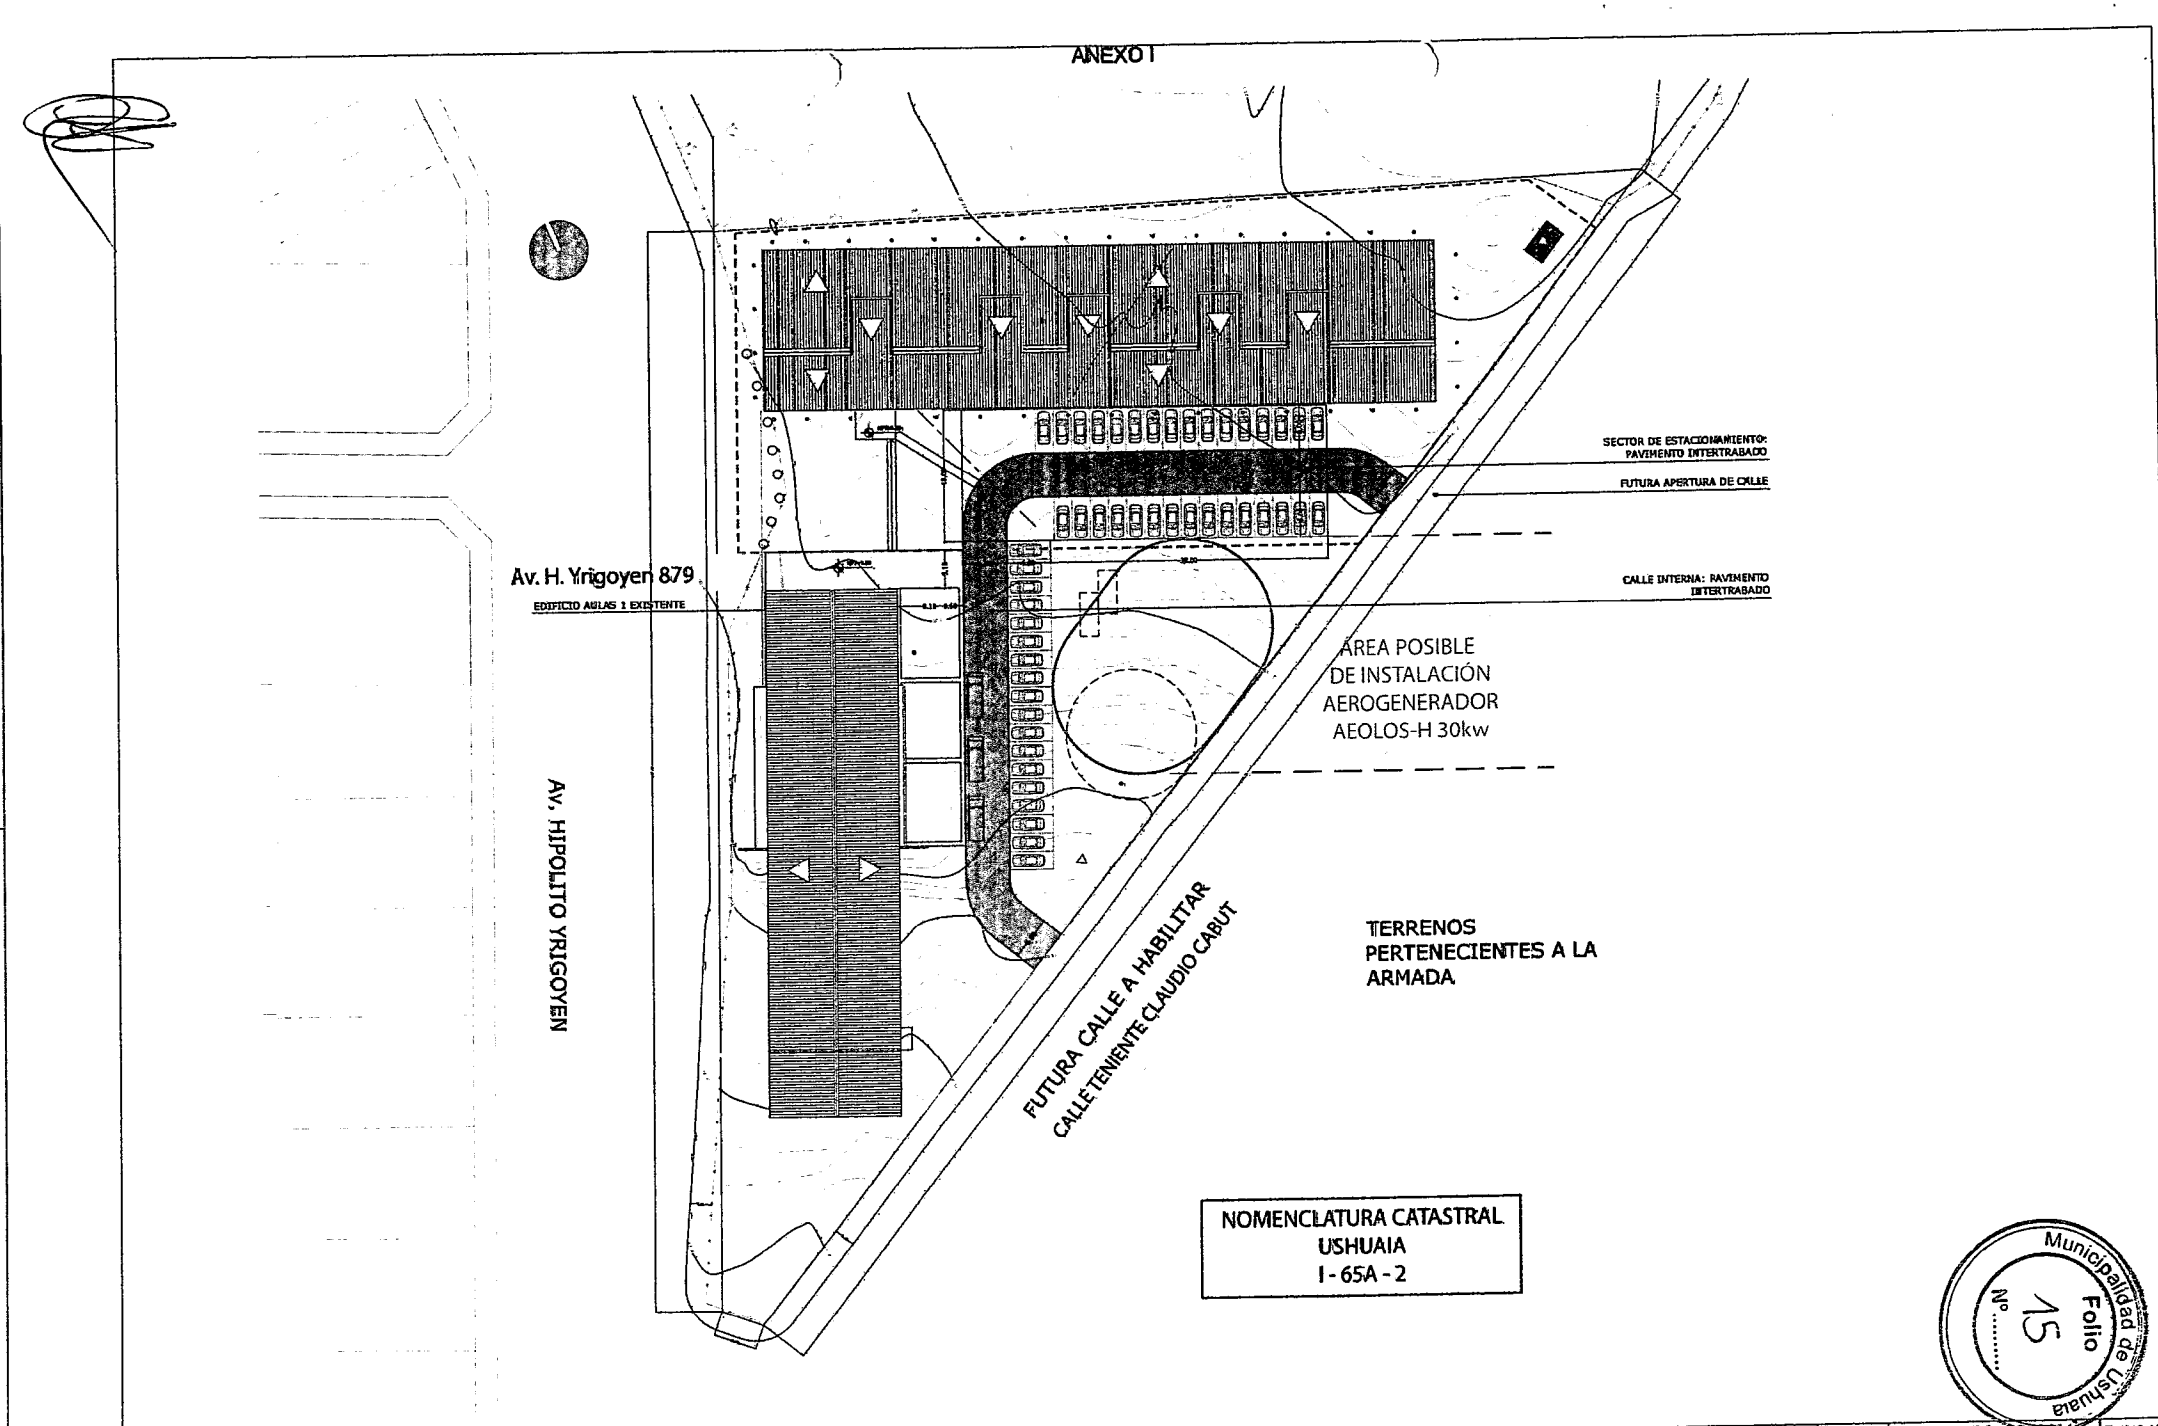 ANEXO I
SECTOR DE ESTACIONAMIENTO:
PAVIMENTO INTERTRABADO
FUTURA APERTURA DE CALLE
Av. H. Yrigoyen 879
EDIFICIO AULAS 1 EXISTENTE
CALLE INTERNA: PAVIMENTO
INTERTRABADO
ÁREA POSIBLE
DE INSTALACIÓN
AEROGENERADOR
AEOLOS-H 30kw
AV. HIPOLITO YRIGOYEN
FUTURA CALLE A HABILITAR
CALLE TENIENTE CLAUDIO CABUT
TERRENOS
PERTENECIENTES A LA
ARMADA
NOMENCLATURA CATASTRAL
USHUAIA
I - 65A - 2
Municipalidad de Ushuaia
Folio
15
Nº ..........